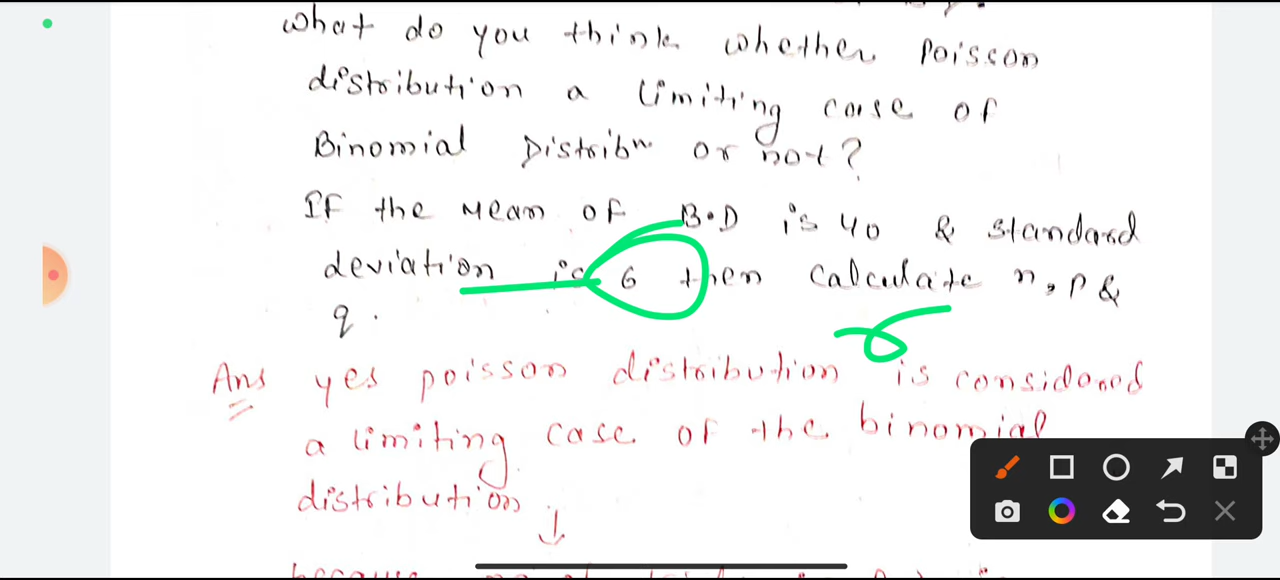 What do you think whether poisson
distribution a limiting case of
Binomial Distribn or not?
If the Mean of B.D is 40 & standard
deviation is 6 then calculate n, p &
q.
Ans yes poisson distribution is considered
a limiting case of the binomial
distribution